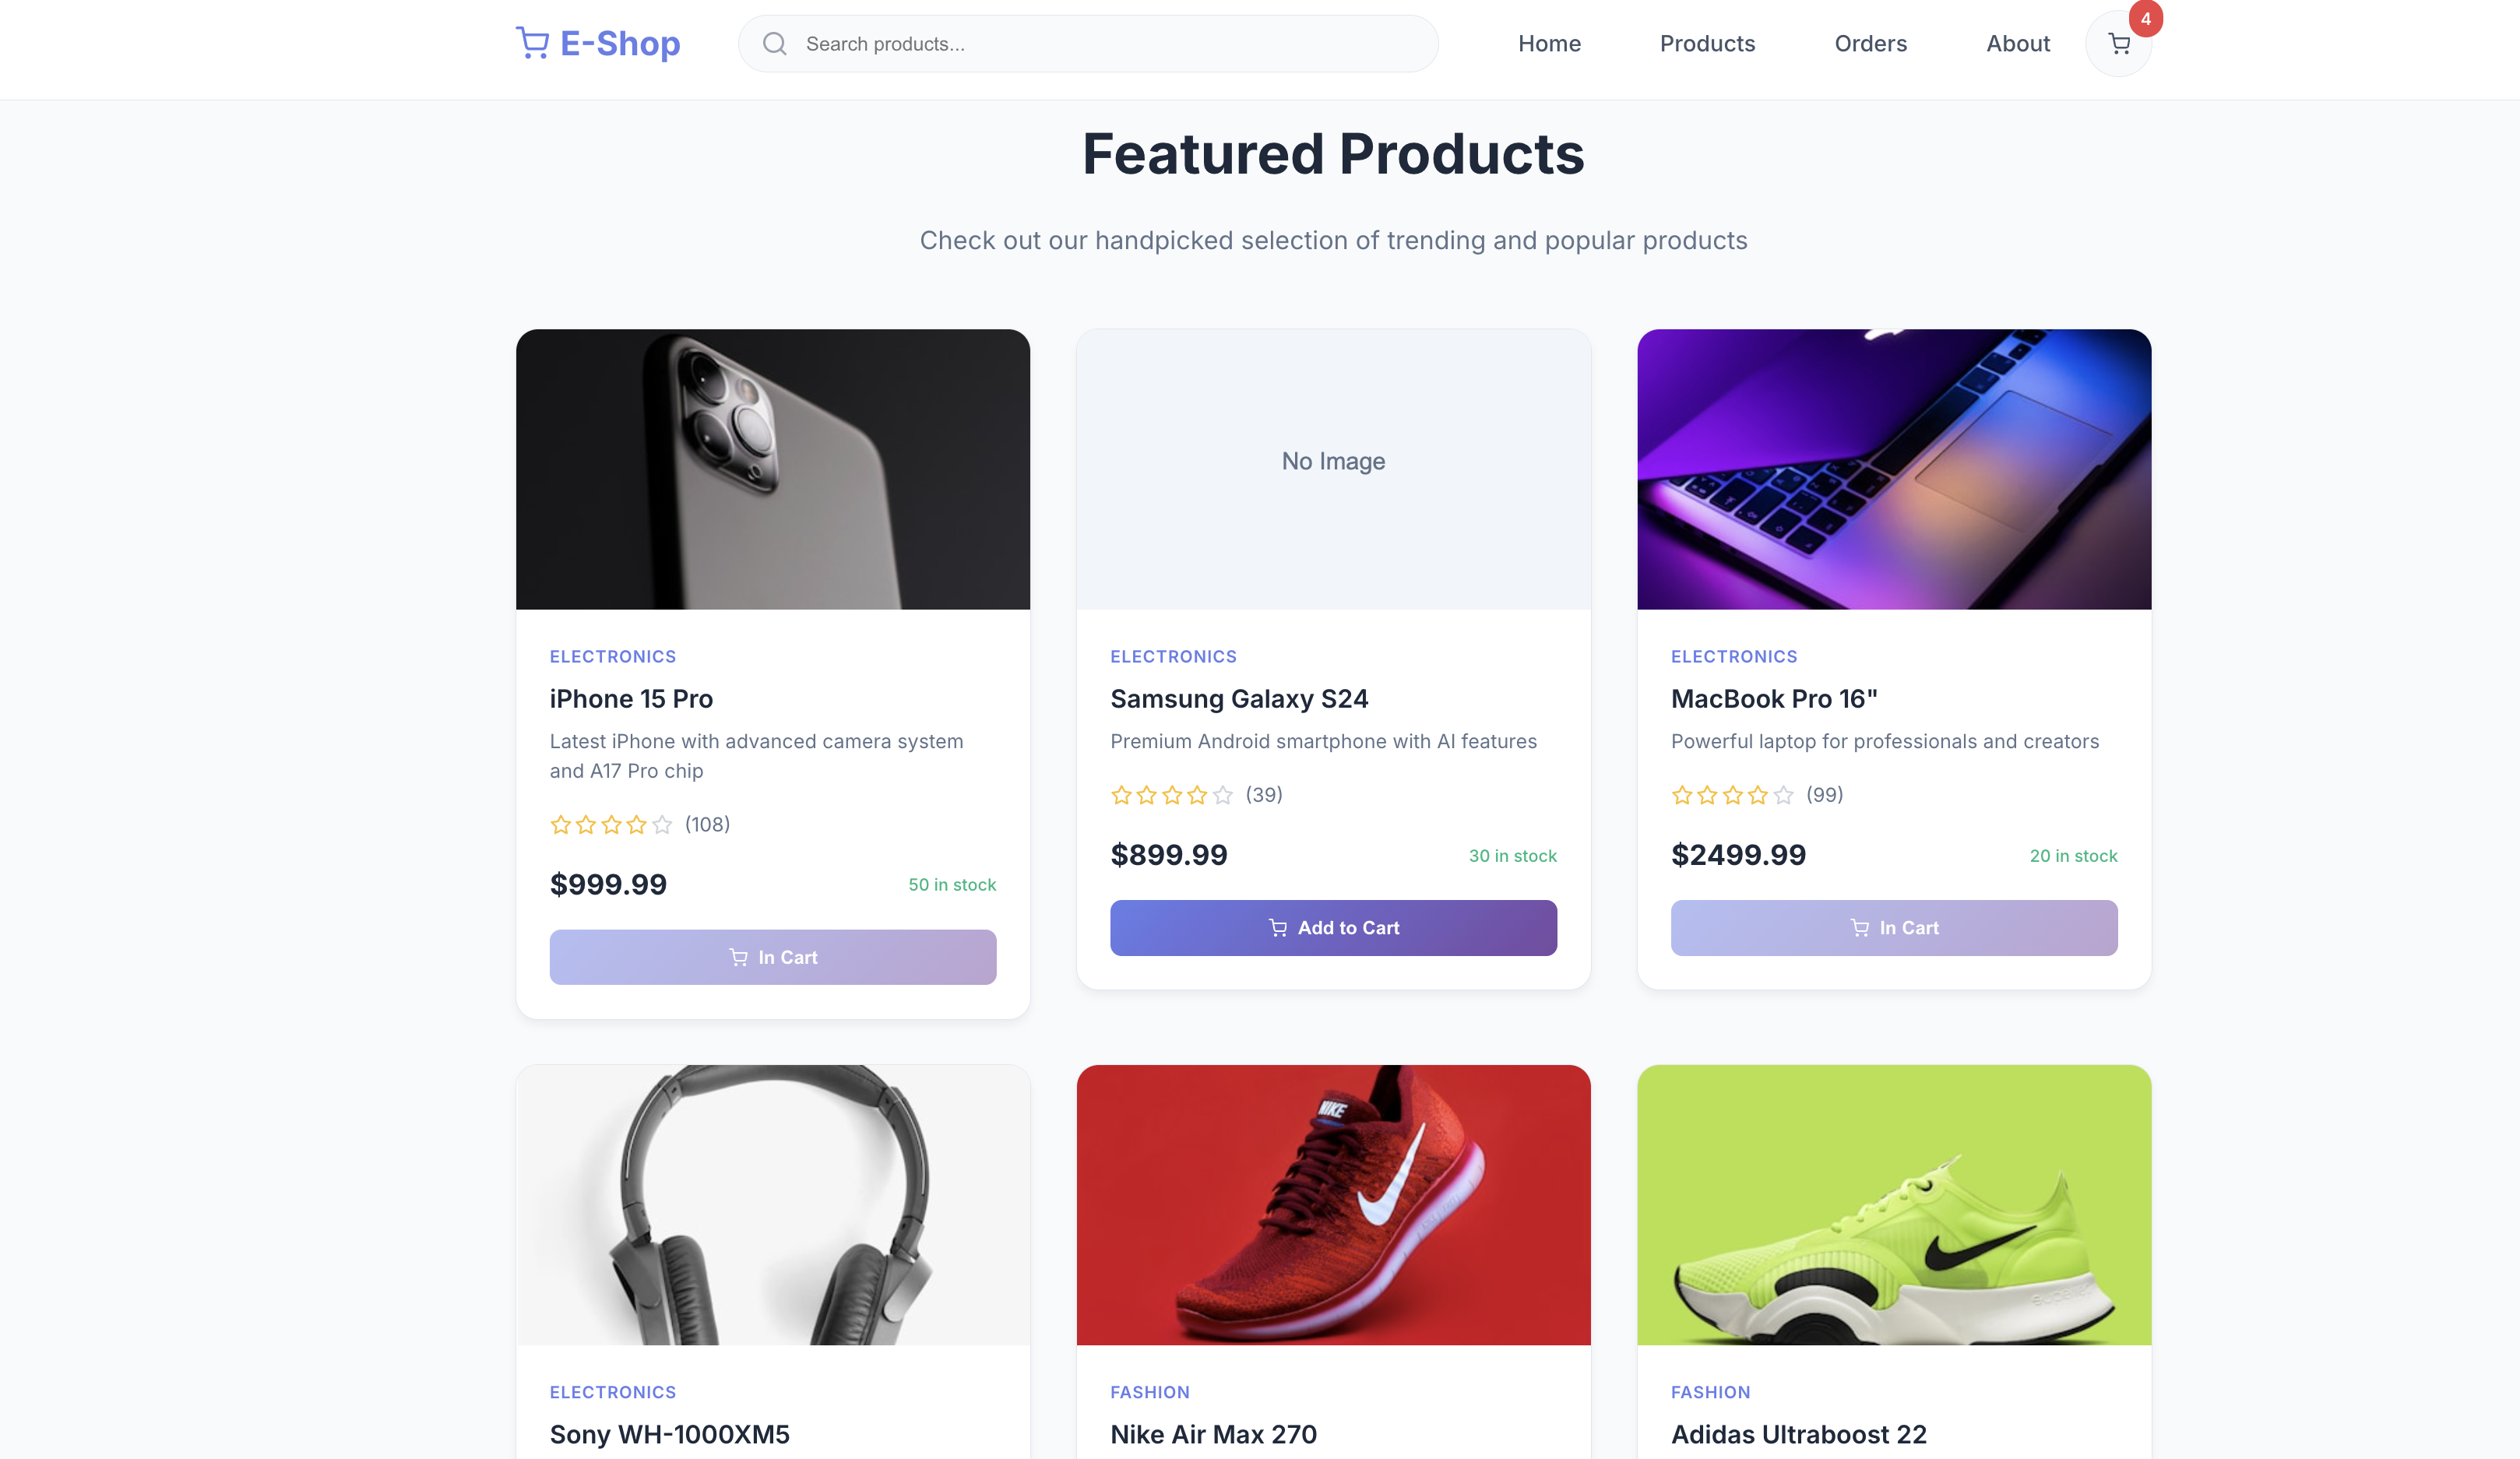 E-Shop
Search products...
Home
Products
Orders
About
4
Featured Products
Check out our handpicked selection of trending and popular products
No Image
ELECTRONICS
iPhone 15 Pro
Latest iPhone with advanced camera system
and A17 Pro chip
(108)
$999.99
50 in stock
In Cart
ELECTRONICS
Samsung Galaxy S24
Premium Android smartphone with AI features
(39)
$899.99
30 in stock
Add to Cart
ELECTRONICS
MacBook Pro 16"
Powerful laptop for professionals and creators
(99)
$2499.99
20 in stock
In Cart
ELECTRONICS
Sony WH-1000XM5
NIKE
FASHION
Nike Air Max 270
FASHION
Adidas Ultraboost 22